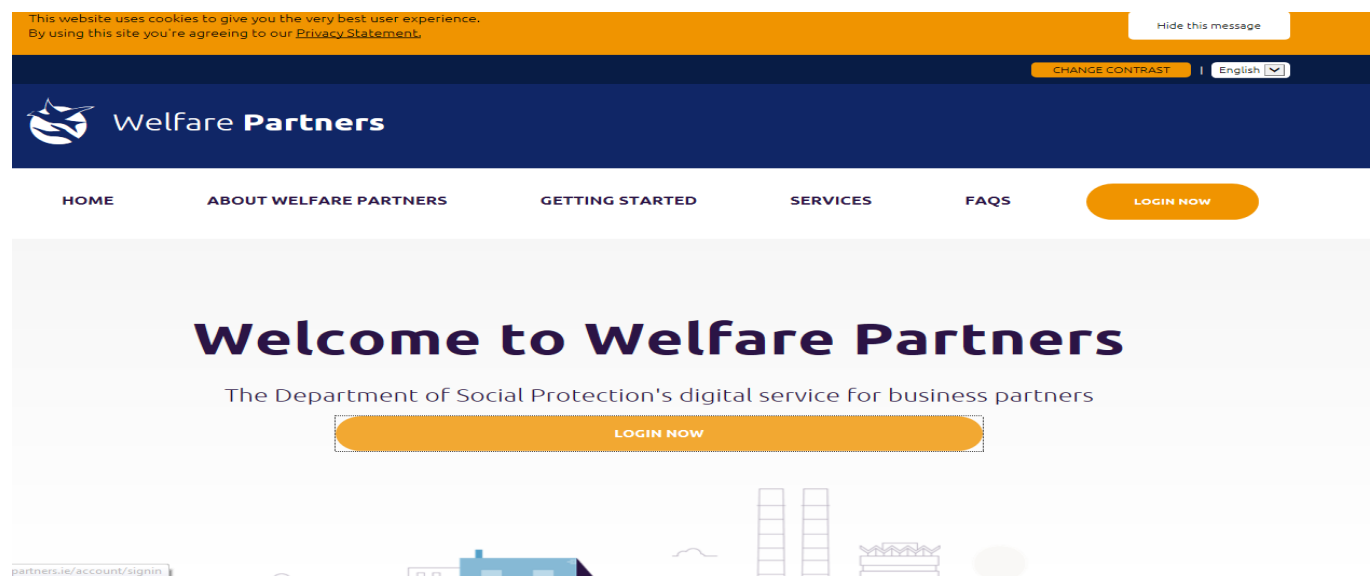 This website uses cookies to give you the very best user experience.
By using this site you're agreeing to our Privacy Statement.
Hide this message
CHANGE CONTRAST | English
Welfare Partners
HOME ABOUT WELFARE PARTNERS GETTING STARTED SERVICES FAQS LOGIN NOW
Welcome to Welfare Partners
The Department of Social Protection's digital service for business partners
LOGIN NOW
partners.ie/account/signin